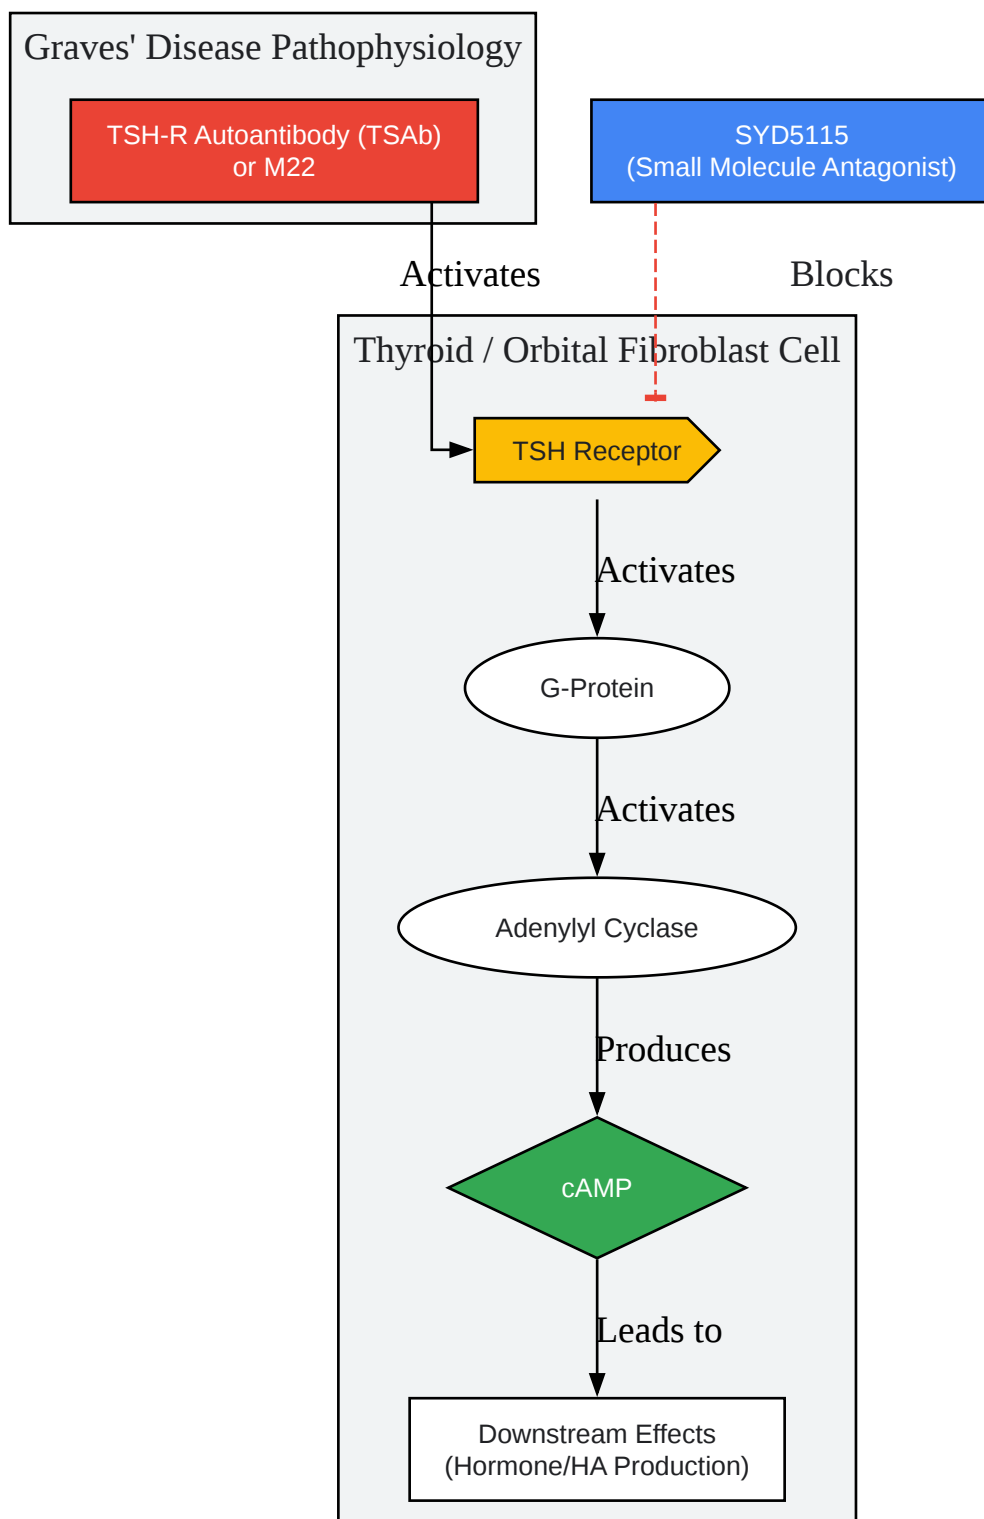 Graves' Disease Pathophysiology
TSH-R Autoantibody (TSAb)
or M22
SYD5115
(Small Molecule Antagonist)
Activates
Blocks
Thyroid / Orbital Fibroblast Cell
TSH Receptor
Activates
G-Protein
Activates
Adenylyl Cyclase
Produces
cAMP
Leads to
Downstream Effects
(Hormone/HA Production)